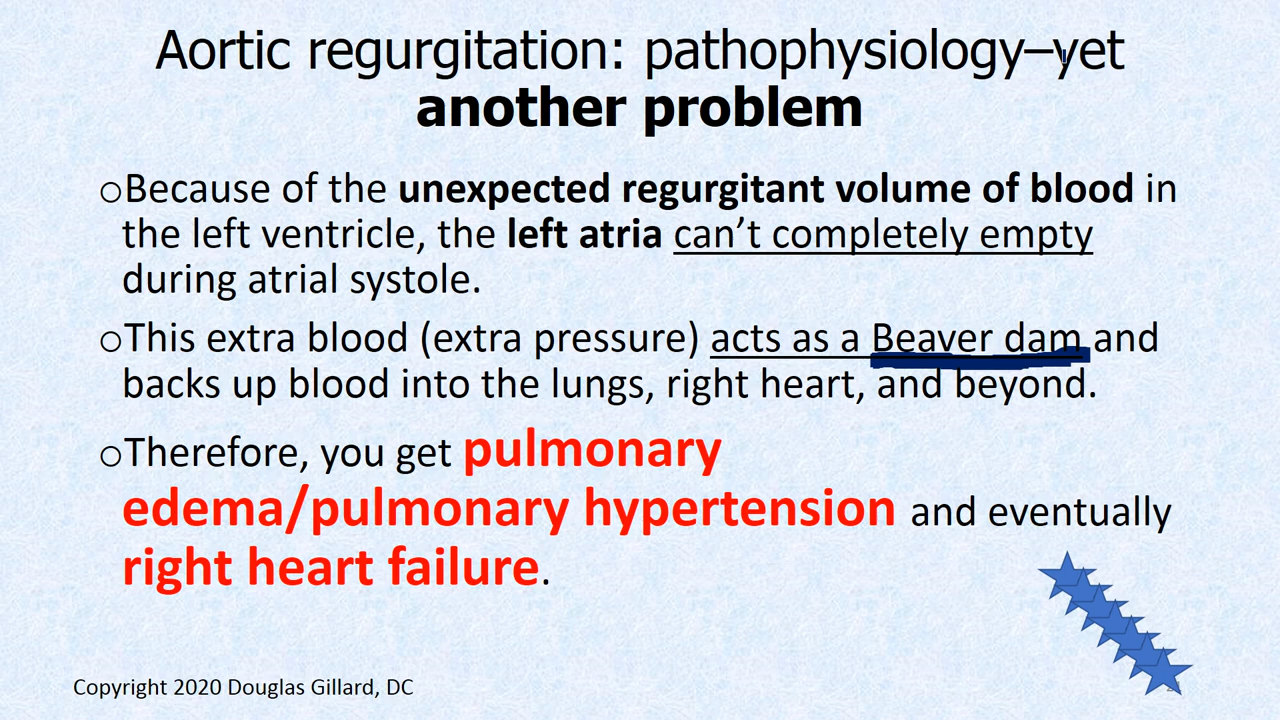 Aortic regurgitation: pathophysiology–yet
another problem
○Because of the unexpected regurgitant volume of blood in
the left ventricle, the left atria can’t completely empty
during atrial systole.
○This extra blood (extra pressure) acts as a Beaver dam and
backs up blood into the lungs, right heart, and beyond.
○Therefore, you get pulmonary
edema/pulmonary hypertension and eventually
right heart failure.
Copyright 2020 Douglas Gillard, DC